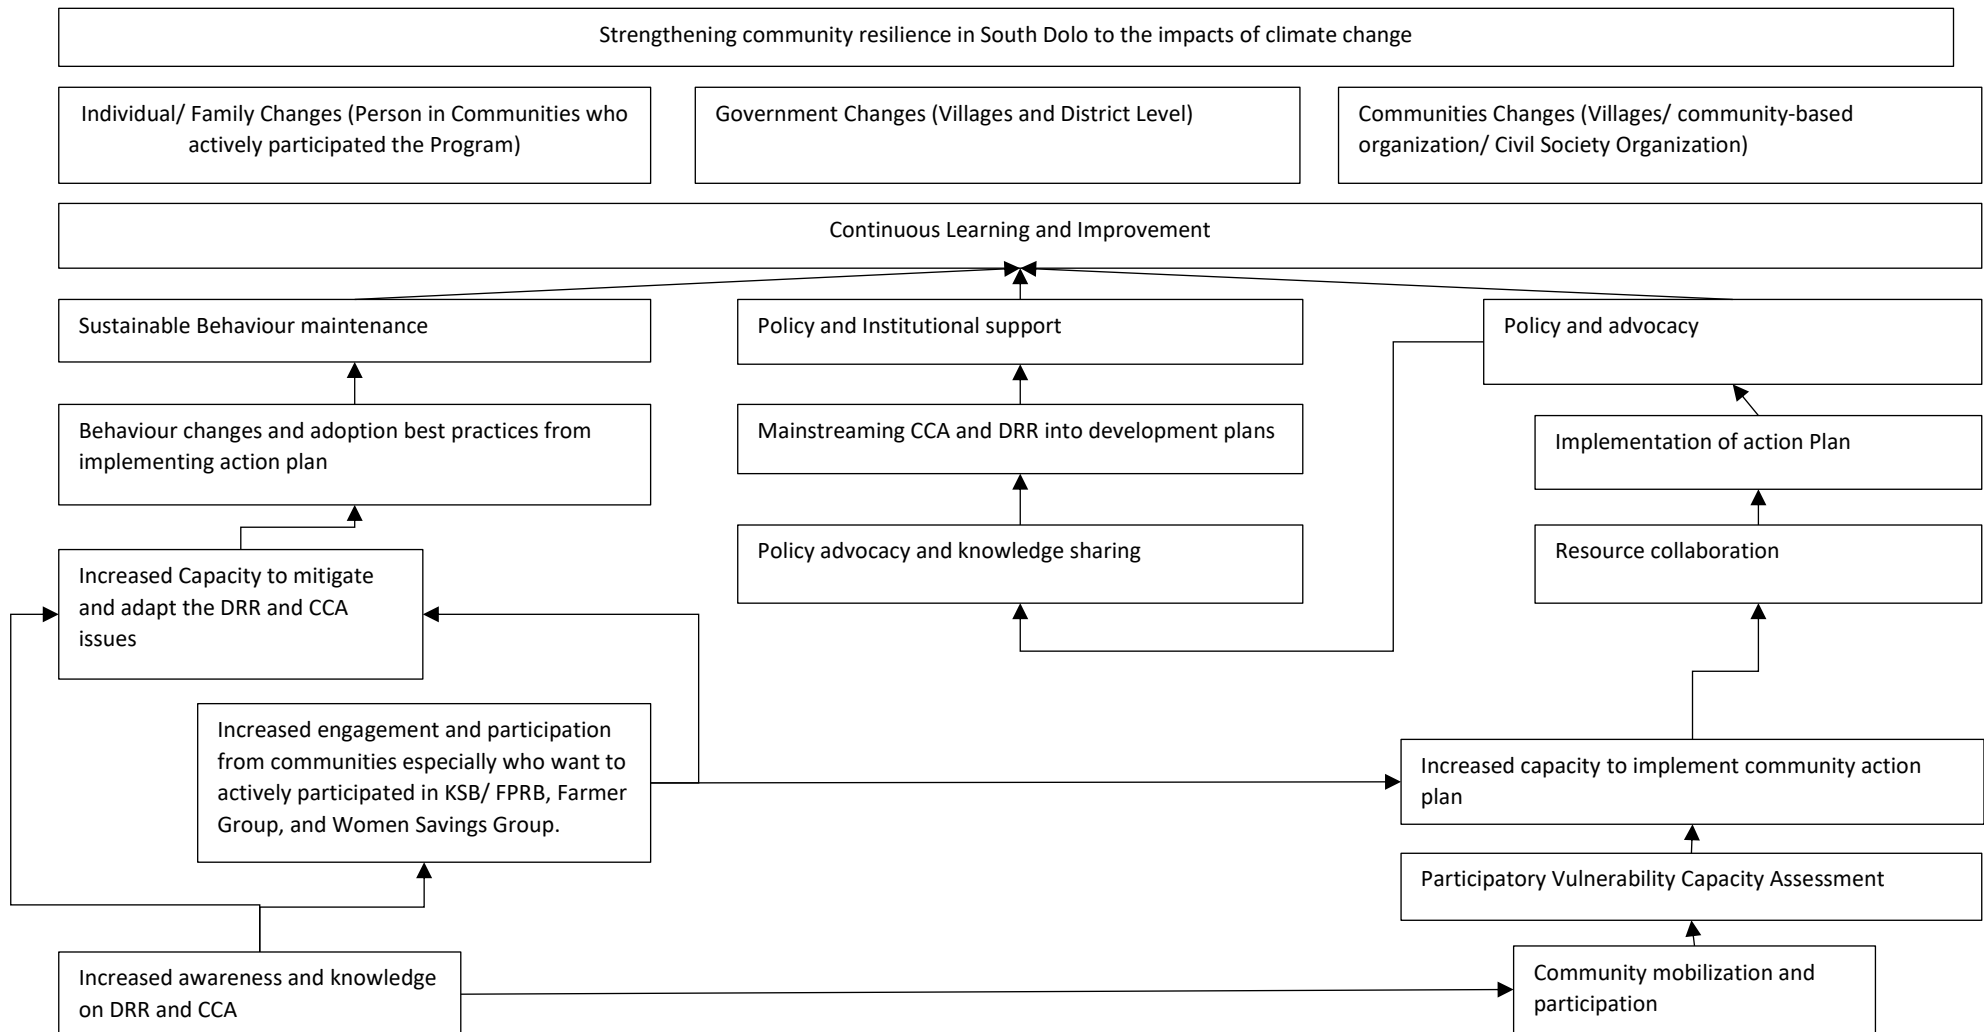 Strengthening community resilience in South Dolo to the impacts of climate change
Individual/ Family Changes (Person in Communities who
actively participated the Program)
Government Changes (Villages and District Level)
Communities Changes (Villages/ community-based
organization/ Civil Society Organization)
Continuous Learning and Improvement
Sustainable Behaviour maintenance
Policy and Institutional support
Policy and advocacy
Behaviour changes and adoption best practices from
implementing action plan
Mainstreaming CCA and DRR into development plans
Implementation of action Plan
Policy advocacy and knowledge sharing
Resource collaboration
Increased Capacity to mitigate
and adapt the DRR and CCA
issues
Increased engagement and participation
from communities especially who want to
actively participated in KSB/ FPRB, Farmer
Group, and Women Savings Group.
Increased capacity to implement community action
plan
Participatory Vulnerability Capacity Assessment
Increased awareness and knowledge
on DRR and CCA
Community mobilization and
participation